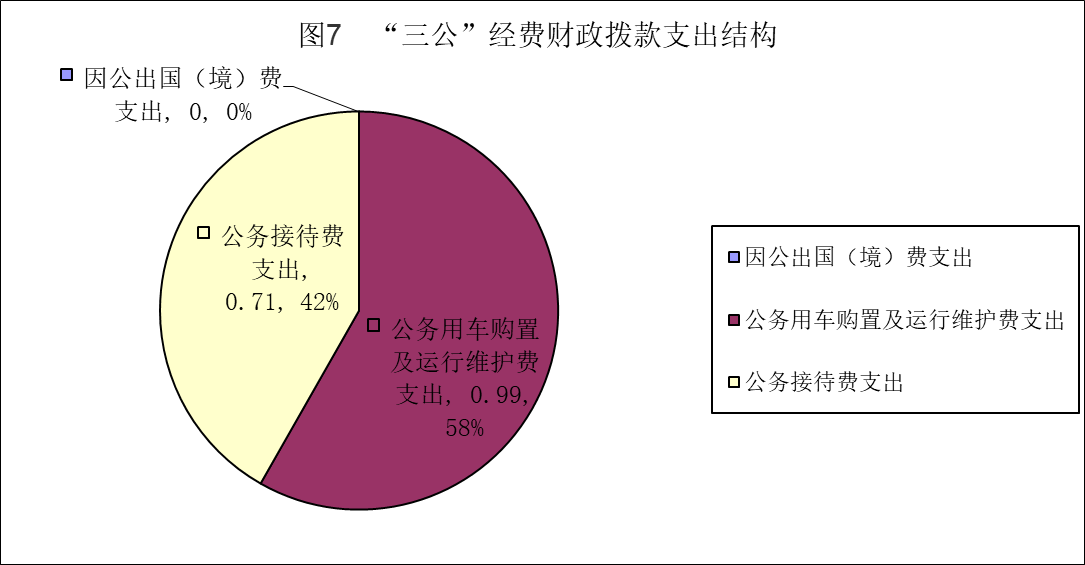 图7 “三公”经费财政拨款支出结构
因公出国（境）费
支出, 0, 0%
公务接待费
支出,
0.71, 42%
公务用车购置
及运行维护费
支出, 0.99,
58%
因公出国（境）费支出
公务用车购置及运行维护费支出
公务接待费支出